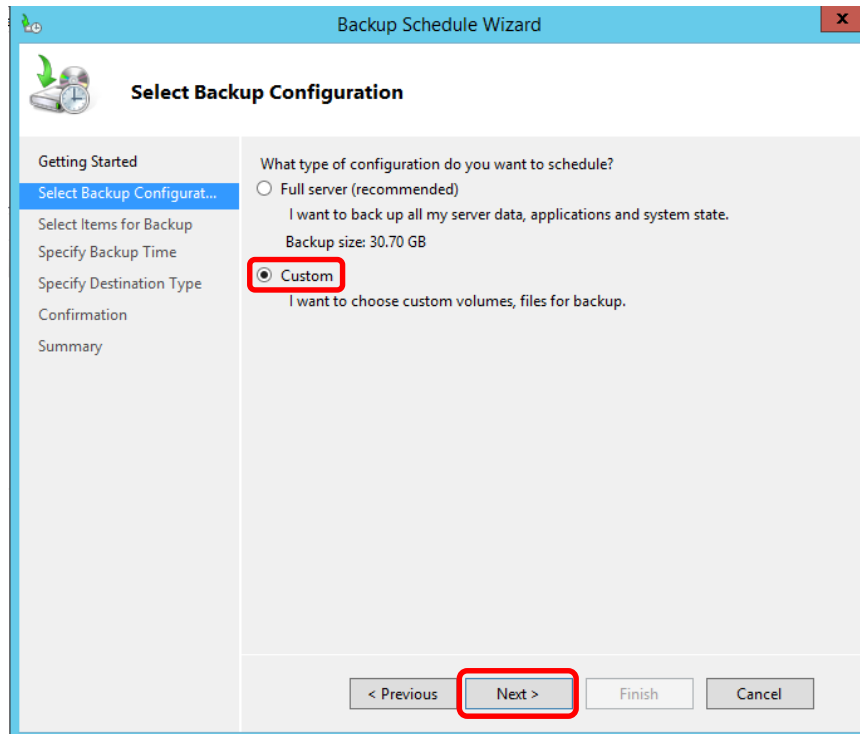 Backup Schedule Wizard
x
Select Backup Configuration
Getting Started
Select Backup Configurat...
Select Items for Backup
Specify Backup Time
Specify Destination Type
Confirmation
Summary
What type of configuration do you want to schedule?
Full server (recommended)
I want to back up all my server data, applications and system state.
Backup size: 30.70 GB
Custom
I want to choose custom volumes, files for backup.
< Previous
Next >
Finish
Cancel